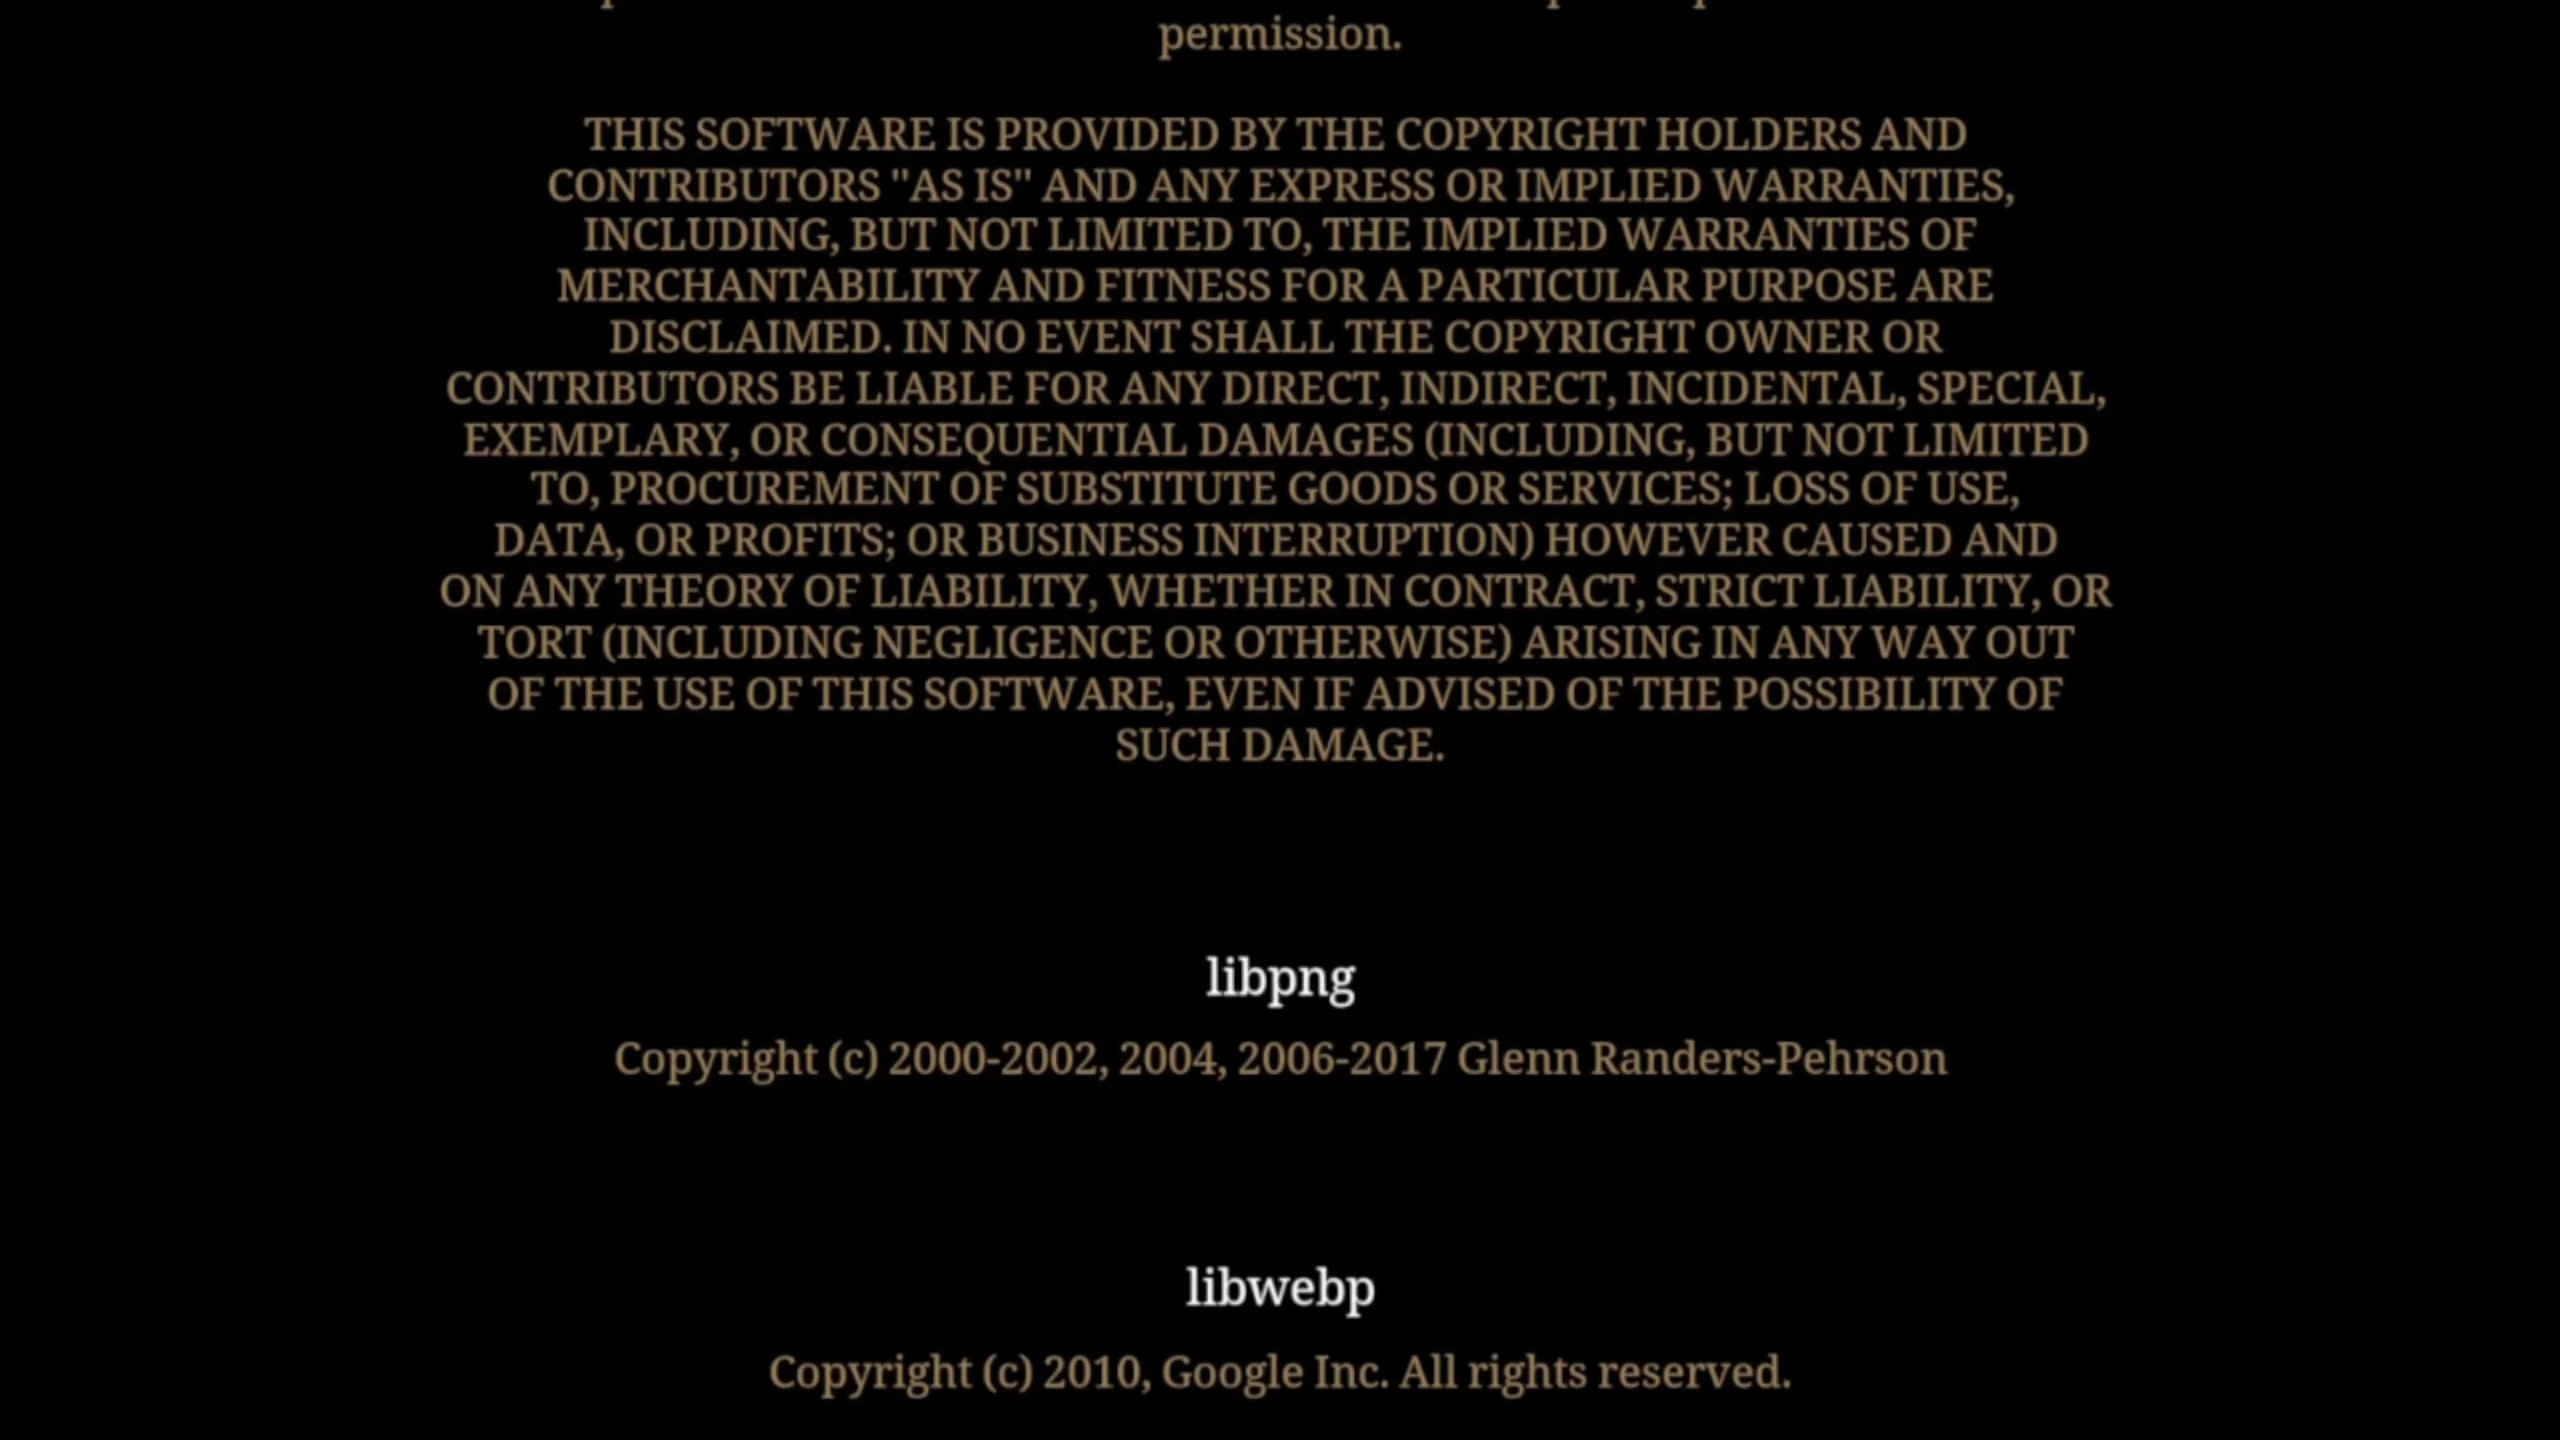 permission.
THIS SOFTWARE IS PROVIDED BY THE COPYRIGHT HOLDERS AND
CONTRIBUTORS "AS IS" AND ANY EXPRESS OR IMPLIED WARRANTIES,
INCLUDING, BUT NOT LIMITED TO, THE IMPLIED WARRANTIES OF
MERCHANTABILITY AND FITNESS FOR A PARTICULAR PURPOSE ARE
DISCLAIMED. IN NO EVENT SHALL THE COPYRIGHT OWNER OR
CONTRIBUTORS BE LIABLE FOR ANY DIRECT, INDIRECT, INCIDENTAL, SPECIAL,
EXEMPLARY, OR CONSEQUENTIAL DAMAGES (INCLUDING, BUT NOT LIMITED
TO, PROCUREMENT OF SUBSTITUTE GOODS OR SERVICES; LOSS OF USE,
DATA, OR PROFITS; OR BUSINESS INTERRUPTION) HOWEVER CAUSED AND
ON ANY THEORY OF LIABILITY, WHETHER IN CONTRACT, STRICT LIABILITY, OR
TORT (INCLUDING NEGLIGENCE OR OTHERWISE) ARISING IN ANY WAY OUT
OF THE USE OF THIS SOFTWARE, EVEN IF ADVISED OF THE POSSIBILITY OF
SUCH DAMAGE.
libpng
Copyright (c) 2000-2002, 2004, 2006-2017 Glenn Randers-Pehrson
libwebp
Copyright (c) 2010, Google Inc. All rights reserved.